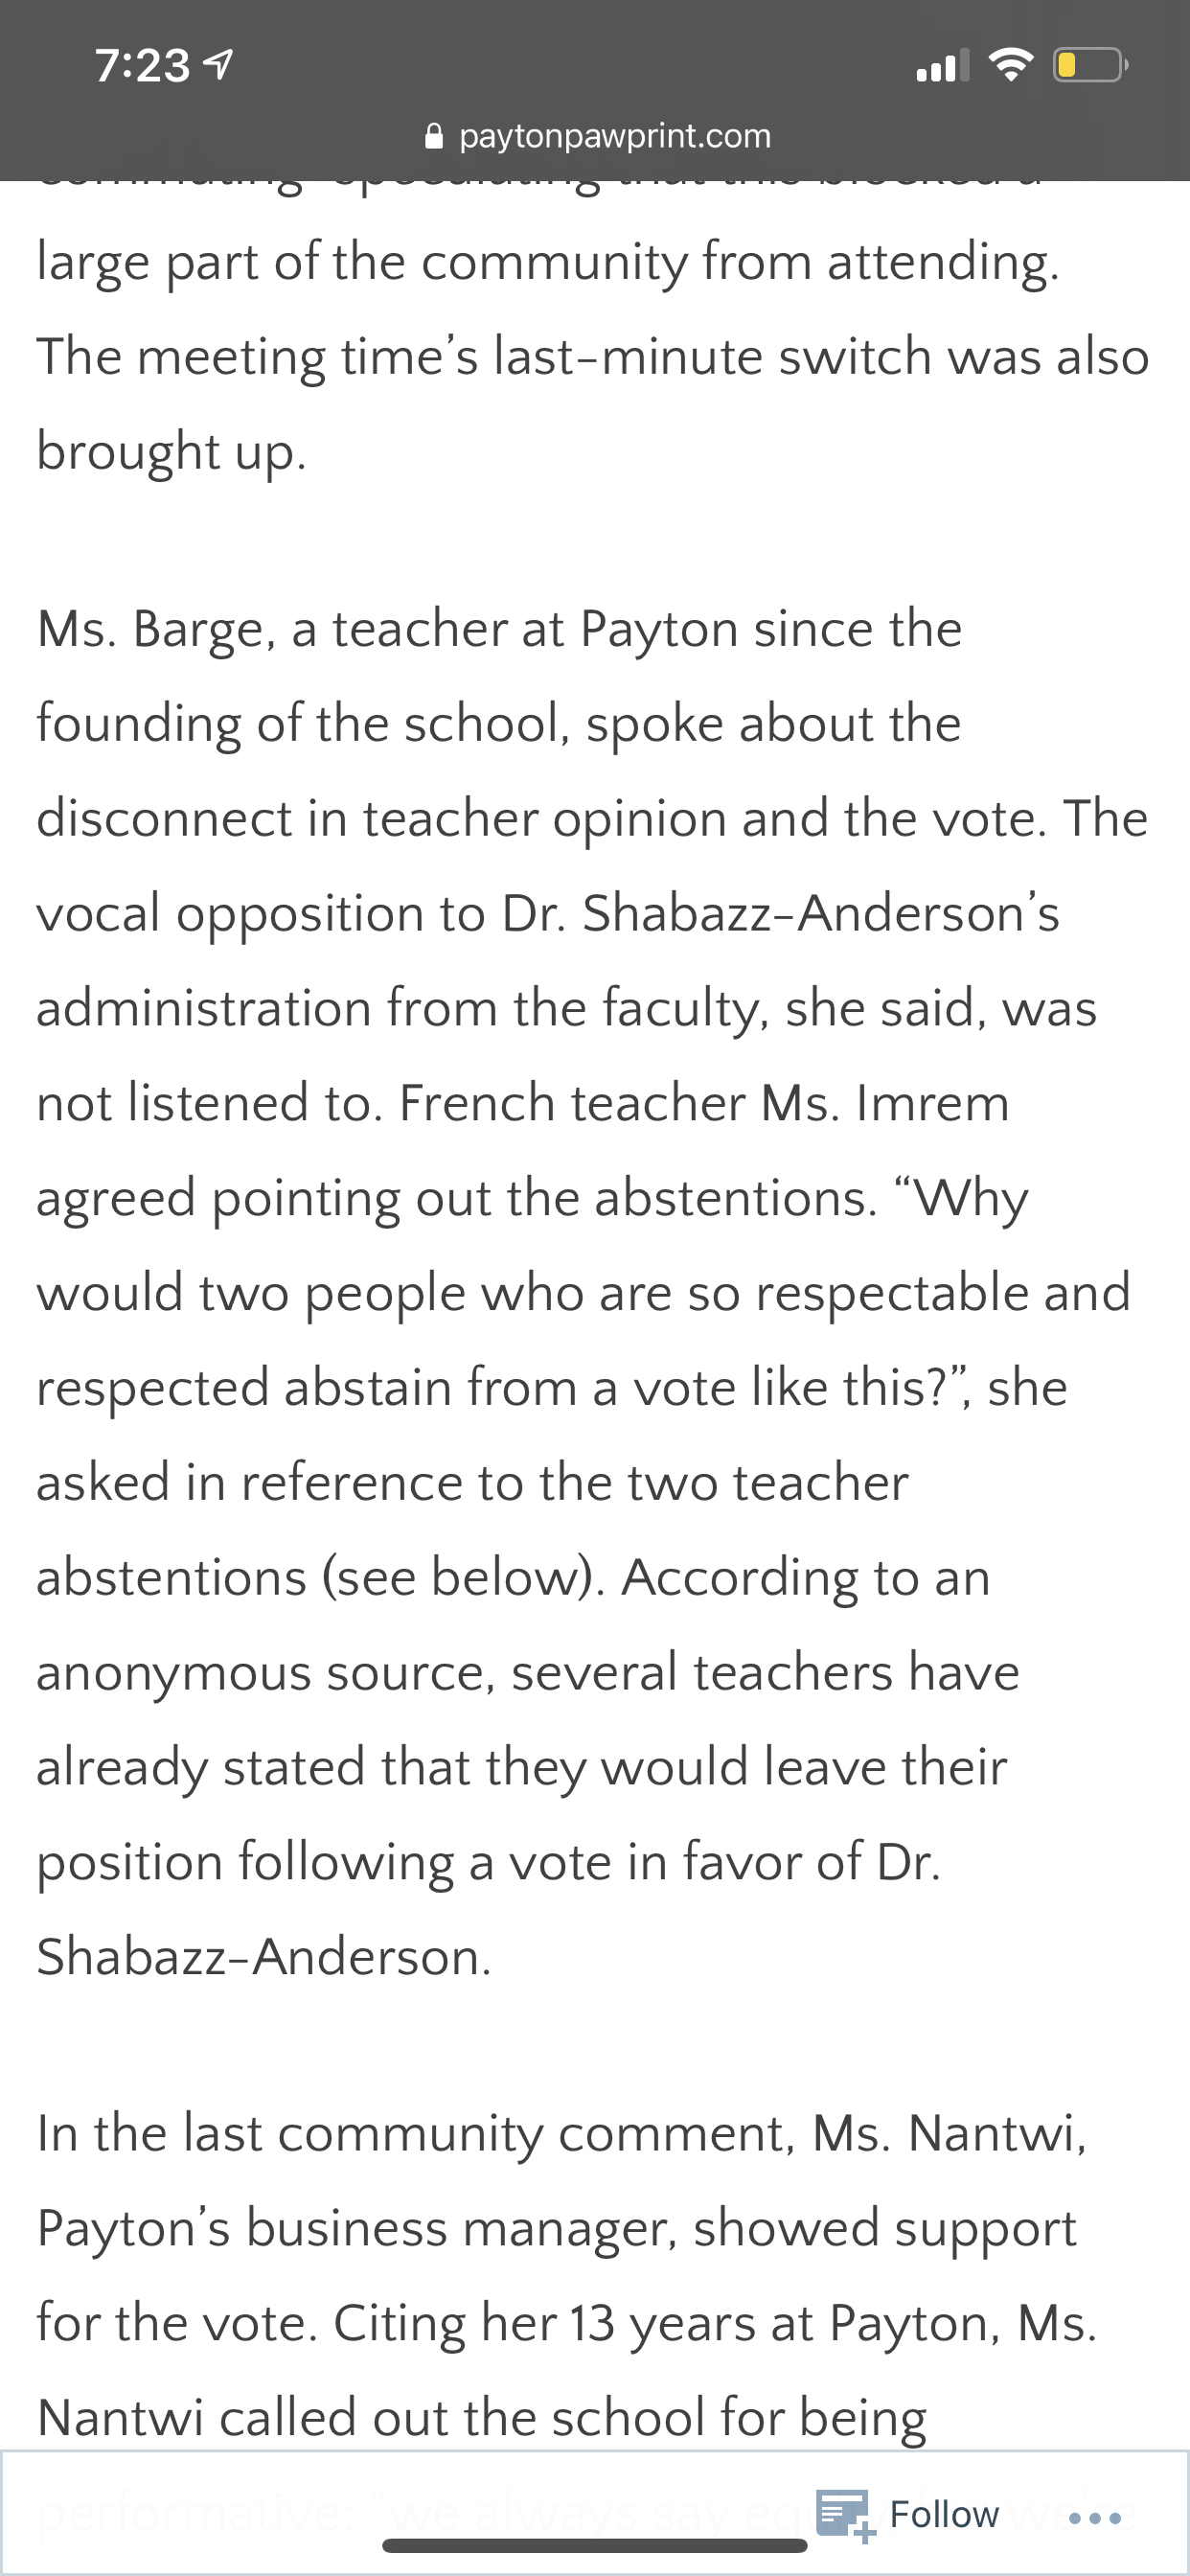 7:23
paytonpawprint.com
large part of the community from attending.
The meeting time’s last-minute switch was also
brought up.
Ms. Barge, a teacher at Payton since the
founding of the school, spoke about the
disconnect in teacher opinion and the vote. The
vocal opposition to Dr. Shabazz-Anderson’s
administration from the faculty, she said, was
not listened to. French teacher Ms. Imrem
agreed pointing out the abstentions. “Why
would two people who are so respectable and
respected abstain from a vote like this?”, she
asked in reference to the two teacher
abstentions (see below). According to an
anonymous source, several teachers have
already stated that they would leave their
position following a vote in favor of Dr.
Shabazz-Anderson.
In the last community comment, Ms. Nantwi,
Payton’s business manager, showed support
for the vote. Citing her 13 years at Payton, Ms.
Nantwi called out the school for being
performative: “we always say
Follow